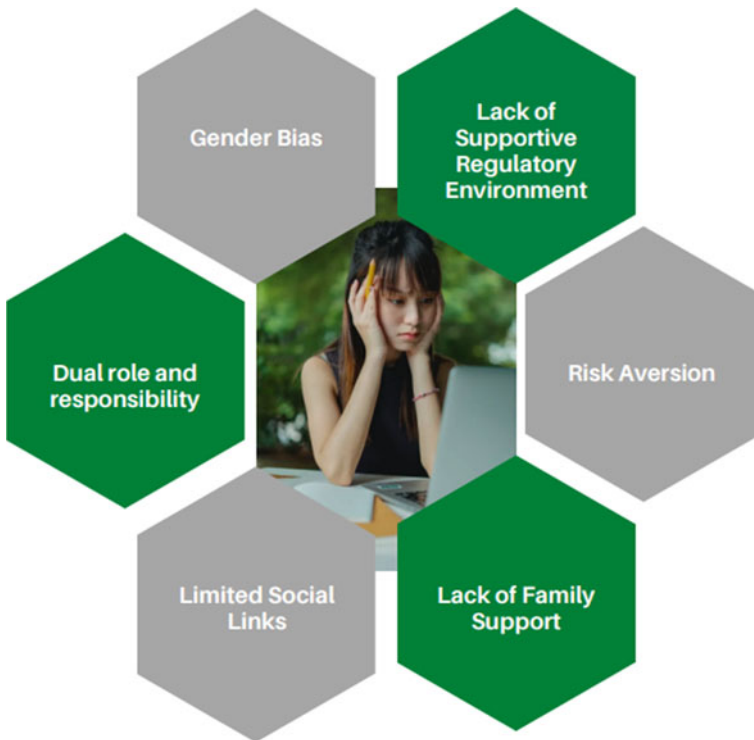 Gender Bias
Lack of
Supportive
Regulatory
Environment
Dual role and
responsibility
Risk Aversion
Limited Social
Links
Lack of Family
Support